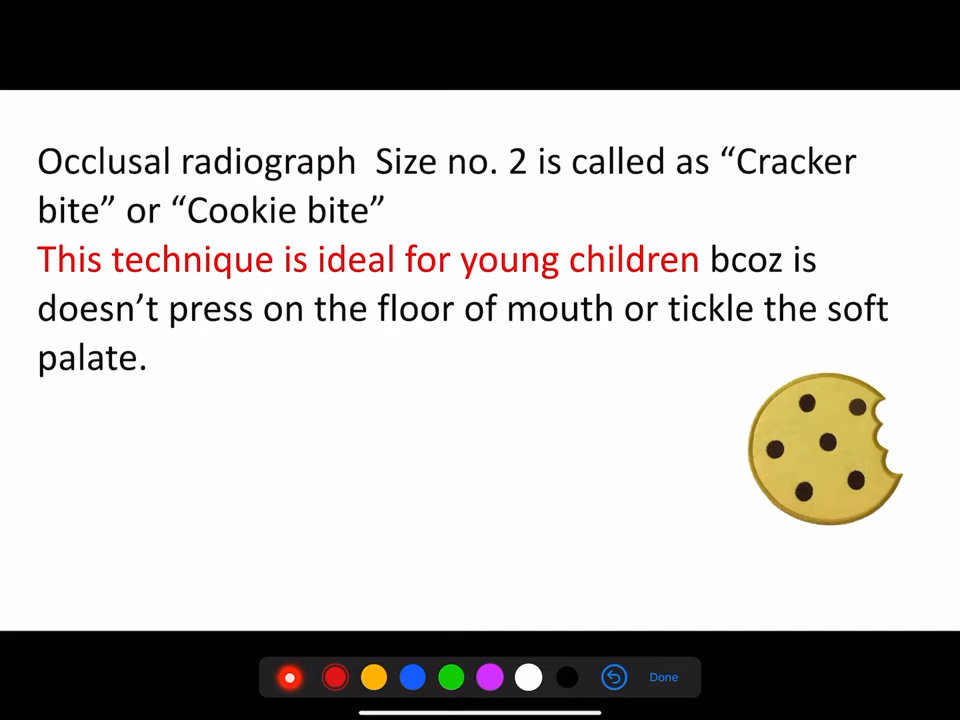 Occlusal radiograph  Size no. 2 is called as “Cracker
bite” or “Cookie bite”
This technique is ideal for young children bcoz is
doesn’t press on the floor of mouth or tickle the soft
palate.
Done